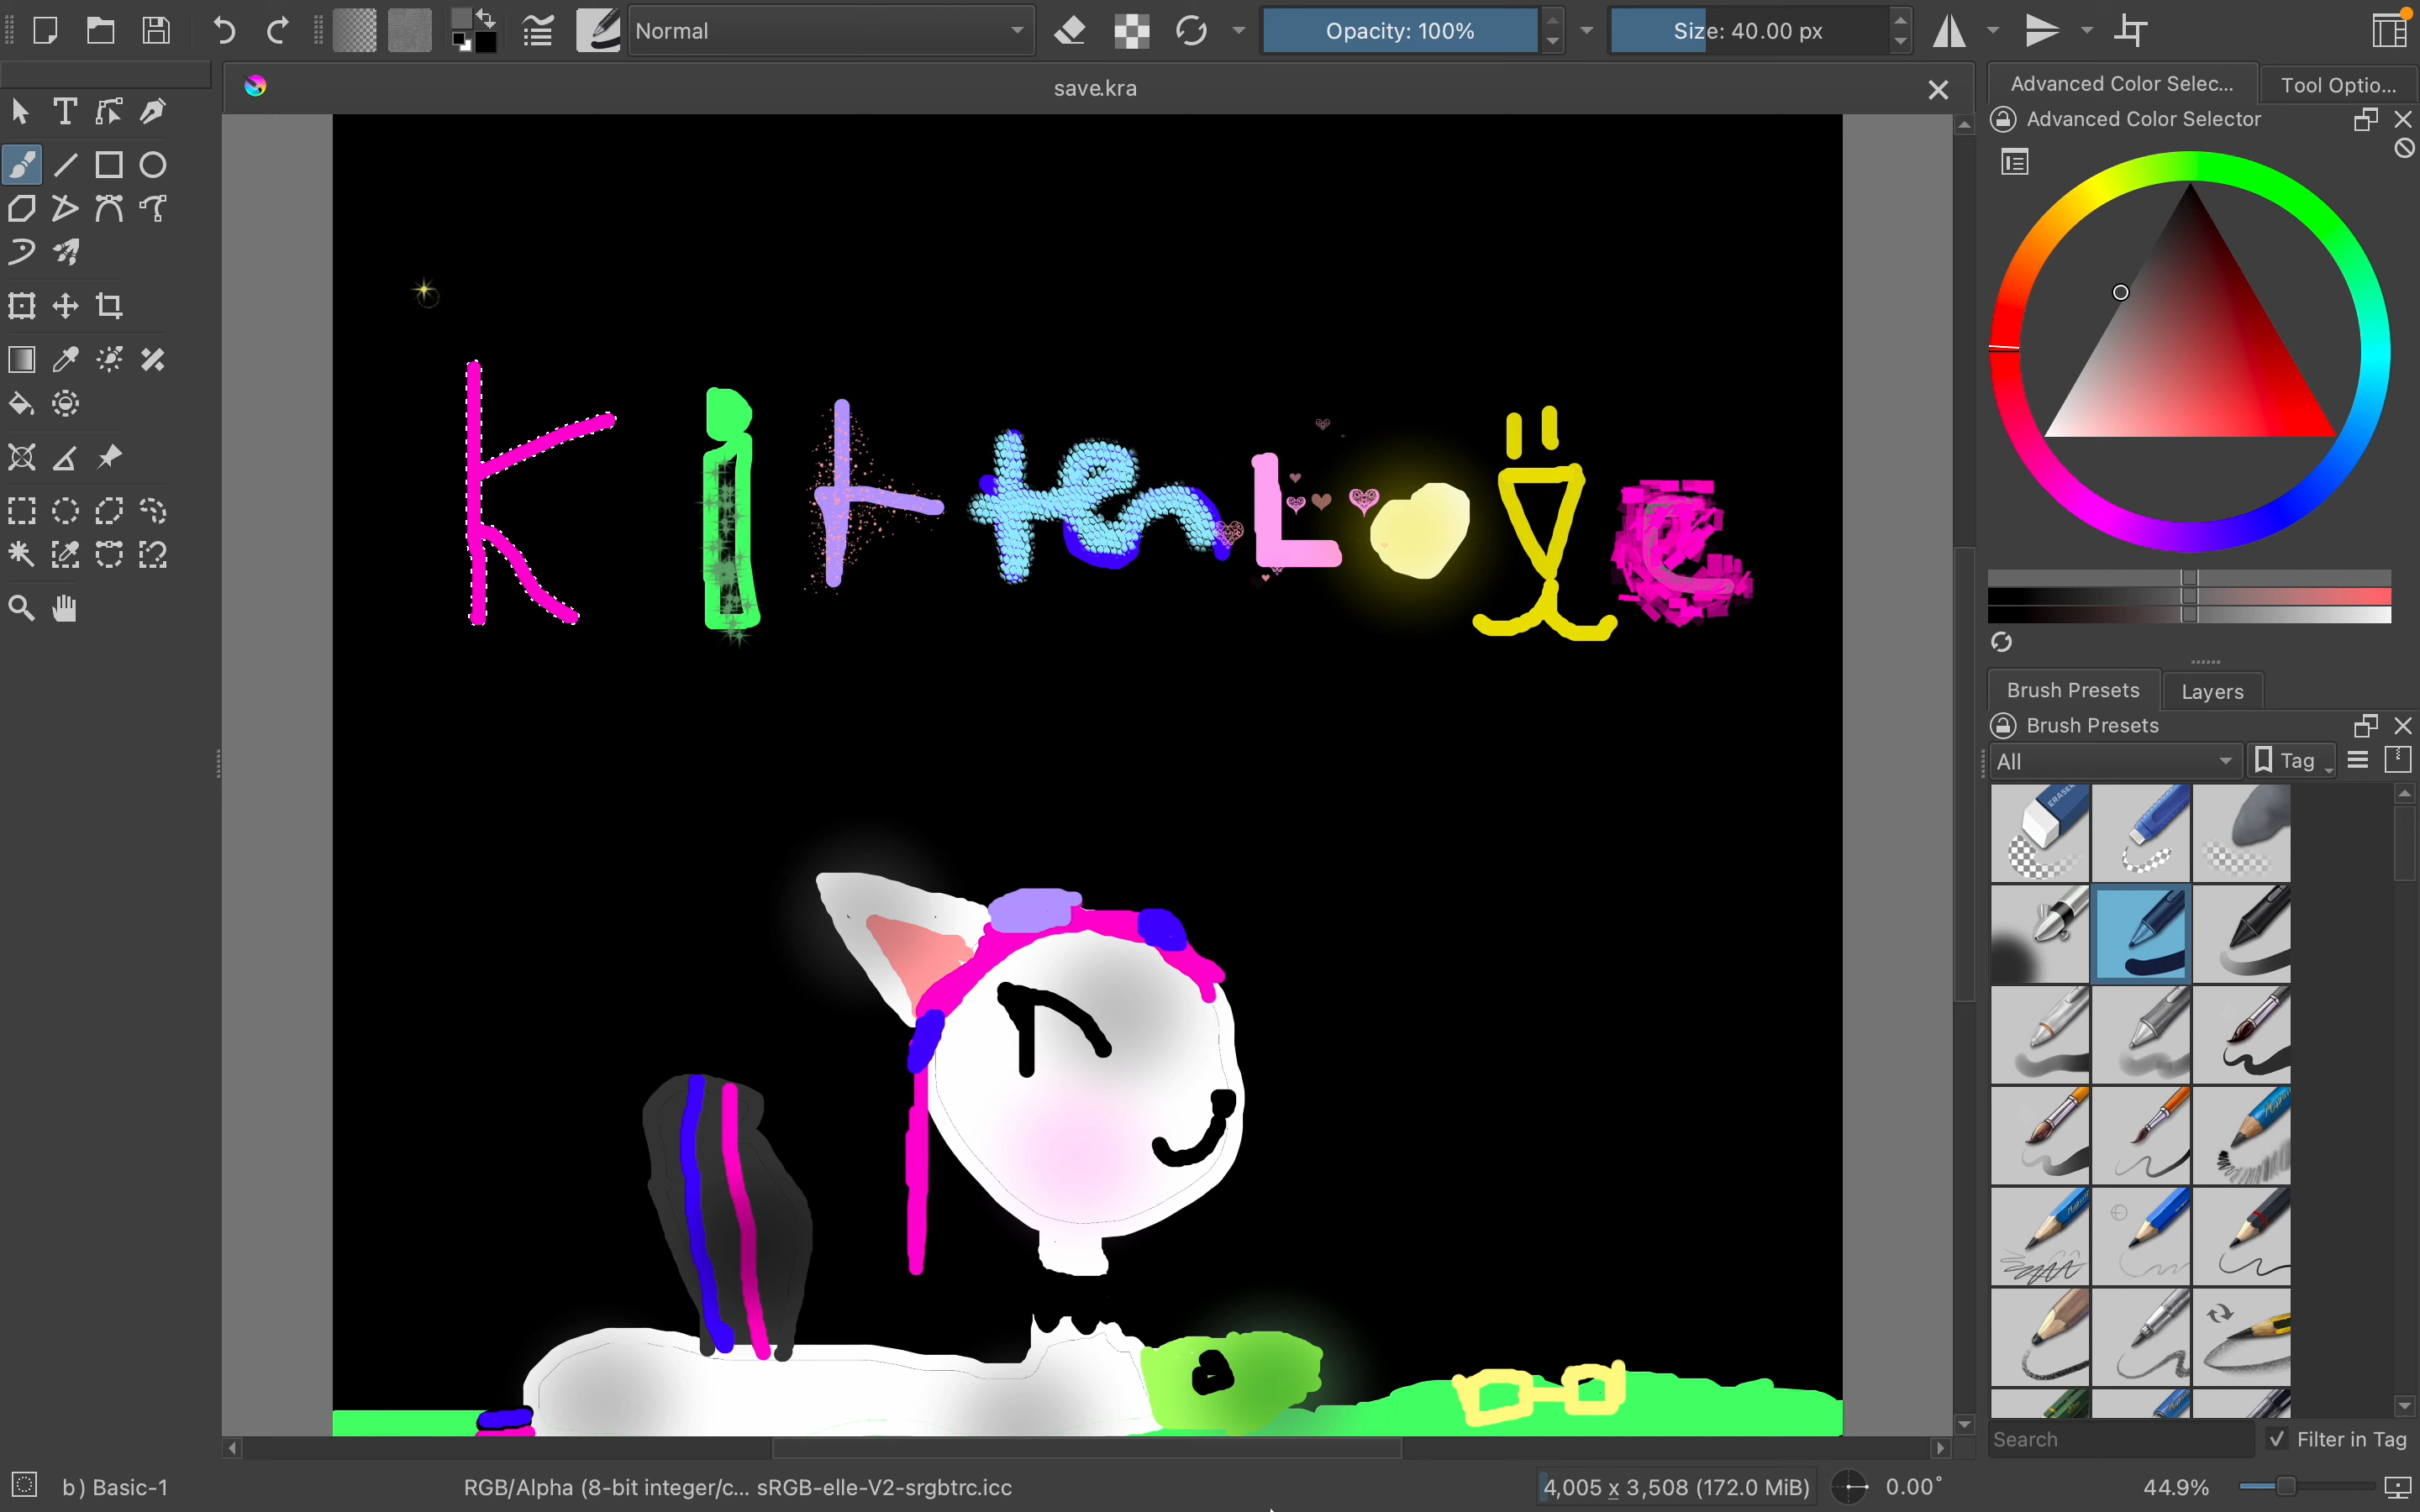 Normal
Opacity: 100%
Size: 40.00 px
save.kra
Advanced Color Selec...
Tool Optio...
Advanced Color Selector
KittenLove
Brush Presets
Layers
Brush Presets
All
Tag
ERASER
Search
Filter in Tag
b) Basic-1
RGB/Alpha (8-bit integer/c... sRGB-elle-V2-srgbtrc.icc
4,005 x 3,508 (172.0 MiB)
0.00°
44.9%